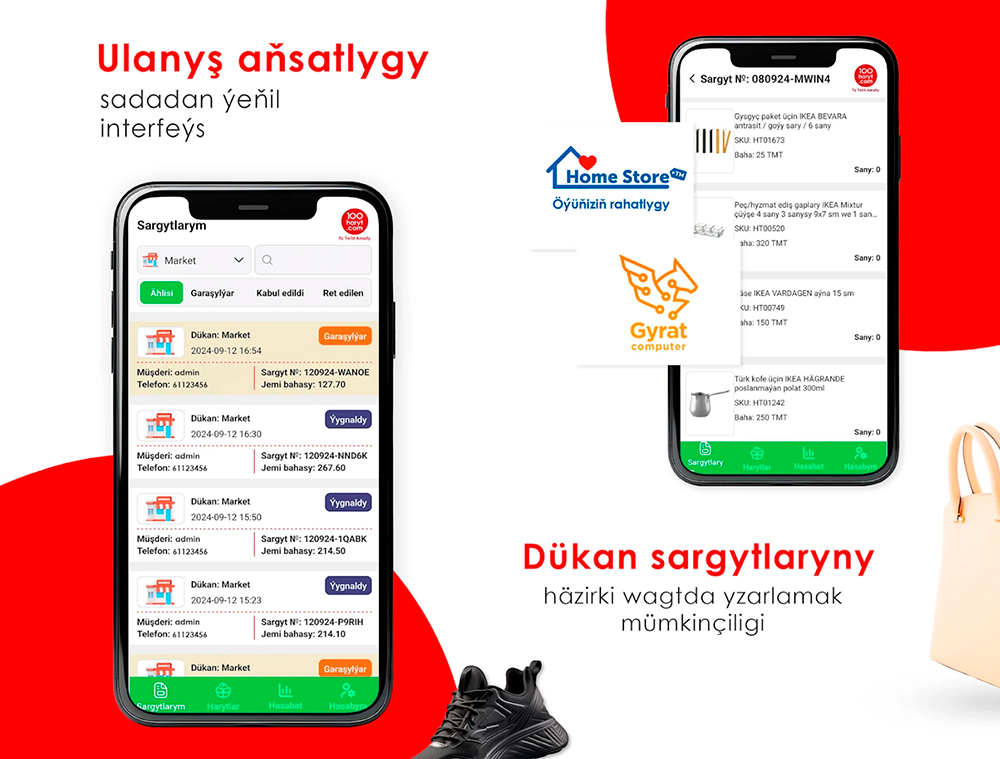 Ulanyş aňsatlygy
sadadan ýeňil
interfeýs
Sargytlarym
100
haryt
.com
Market
Ählisi
Garaşylýar
Kabul edildi
Ret edilen
Dükan: Market
2024-09-12 16:54
Garaşylýar
Müşderi: admin
Telefon: 61123456
Sargyt №: 120924-WANOE
Jemi bahasy: 127.70
Dükan: Market
2024-09-12 16:30
Ýygnaldy
Müşderi: admin
Telefon: 61123456
Sargyt №: 120924-NND6K
Jemi bahasy: 267.60
Dükan: Market
2024-09-12 15:50
Ýygnaldy
Müşderi: admin
Telefon: 61123456
Sargyt №: 120924-1QABK
Jemi bahasy: 214.50
Dükan: Market
2024-09-12 15:23
Ýygnaldy
Müşderi: admin
Telefon: 61123456
Sargyt №: 120924-P9RIH
Jemi bahasy: 214.10
Dükan: Market
Garaşylýar
Sargytlarym
Harytlar
Hasabat
Hasabym
Sargyt №: 080924-MWIN4
100
haryt
.com
Gysgyç paket üçin IKEA BEVARA
antrasit / goýy sary / 6 sany
SKU: HT01673
Baha: 25 TMT
Sany: 0
Peç/hyzmat ediş gaplary IKEA Mixtur
çüýşe 4 sany 3 sanysy 9x7 sm we 1 san...
SKU: HT00520
Baha: 320 TMT
Sany: 0
IKEA VARDAGEN aýna 15 sm
HT00749
150 TMT
Sany: 0
Türk kofe üçin IKEA HÄGRANDE
poslanmaýan polat 300ml
SKU: HT01242
Baha: 250 TMT
Sany: 0
Sargytlary
Harytlar
Hasabat
Hasabym
Home Store
TM
Öýüňiziň rahatlygy
Gyrat
computer
Dükan sargytlaryny
häzirki wagtda yzarlamak
mümkinçiligi